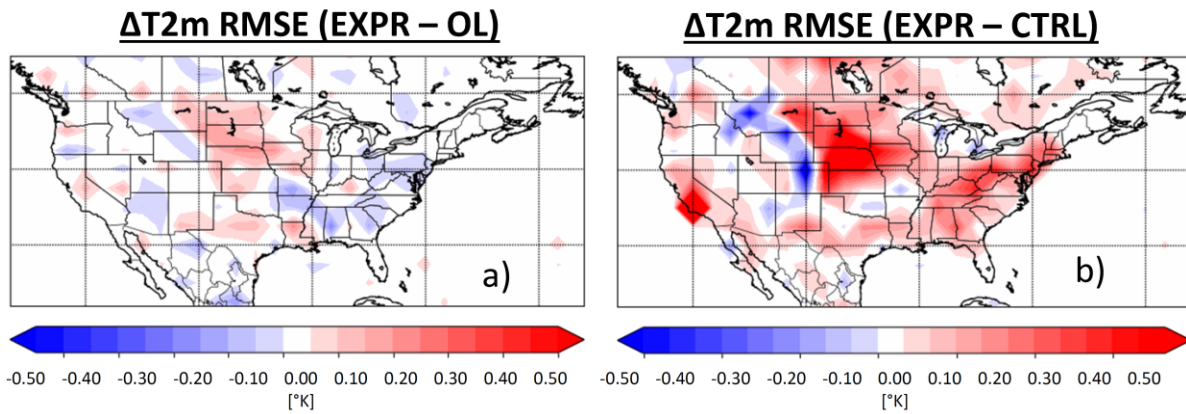 ΔT2m RMSE (EXPR – OL)
ΔT2m RMSE (EXPR – CTRL)
a)
b)
-0.50 -0.40 -0.30 -0.20 -0.10 0.00 0.10 0.20 0.30 0.40 0.50
[°K]
-0.50 -0.40 -0.30 -0.20 -0.10 0.00 0.10 0.20 0.30 0.40 0.50
[°K]